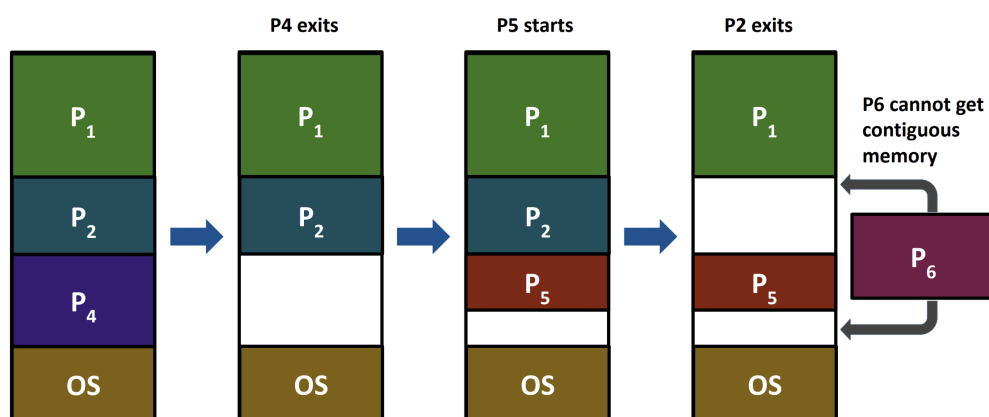 P4 exits
P5 starts
P2 exits
P1
P2
P4
OS
P1
P2
OS
P1
P2
P5
OS
P1
P5
OS
P6 cannot get
contiguous
memory
P6